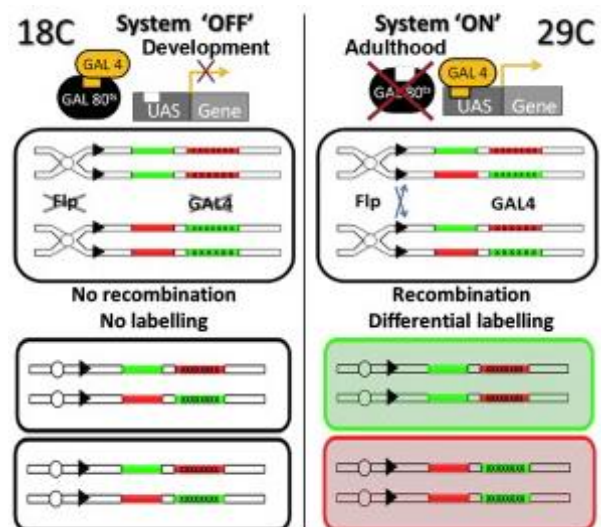 18C
System 'OFF'
Development
GAL 4
GAL 80ts
UAS
Gene
Flp
GAL4
No recombination
No labelling
System 'ON'
29C
Adulthood
GAL 4
GAL 80ts
UAS
Gene
Flp
GAL4
Recombination
Differential labelling